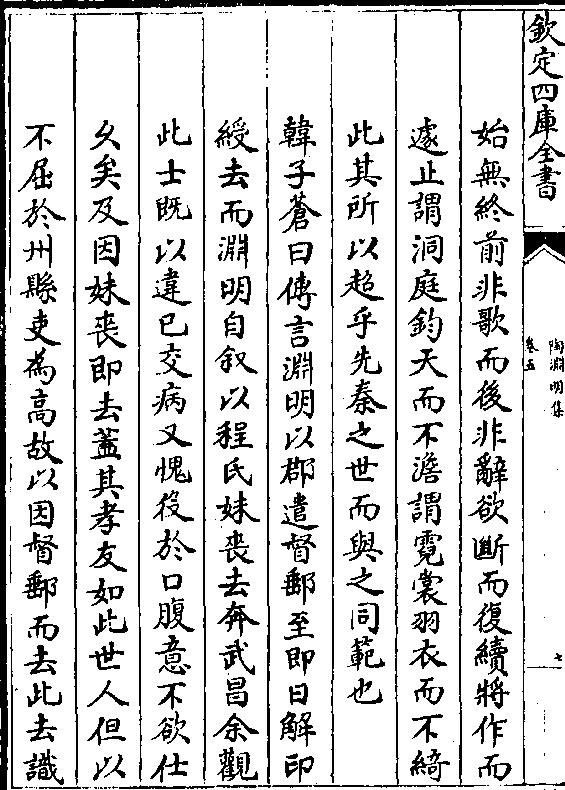 欽定四庫全書
陶淵明集
卷五
七
始無終前非歌而後非辭欲㫁而復續將作而
遽止謂洞庭鈞天而不澹謂霓裳羽衣而不綺
此其所以超乎先秦之世而與之同範也
韓子蒼曰傳言淵明以郡遣督郵至即日解印
綬去而淵明自叙以程氏妹喪去奔武昌余觀
此士既以違已交病又愧役於口腹意不欲仕
久矣及因妹喪即去蓋其孝友如此世人但以
不屈於州縣吏為高故以因督郵而去此去識